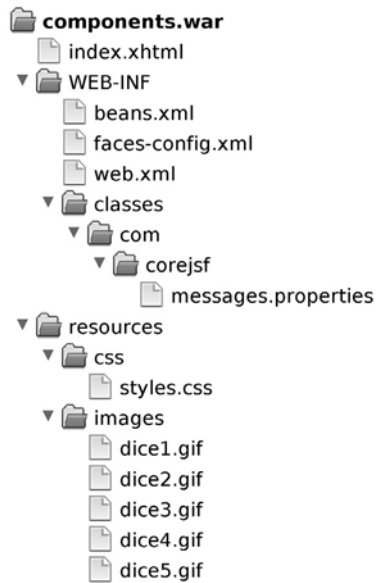 components.war
index.xhtml
WEB-INF
beans.xml
faces-config.xml
web.xml
classes
com
corejsf
messages.properties
resources
css
styles.css
images
dice1.gif
dice2.gif
dice3.gif
dice4.gif
dice5.gif